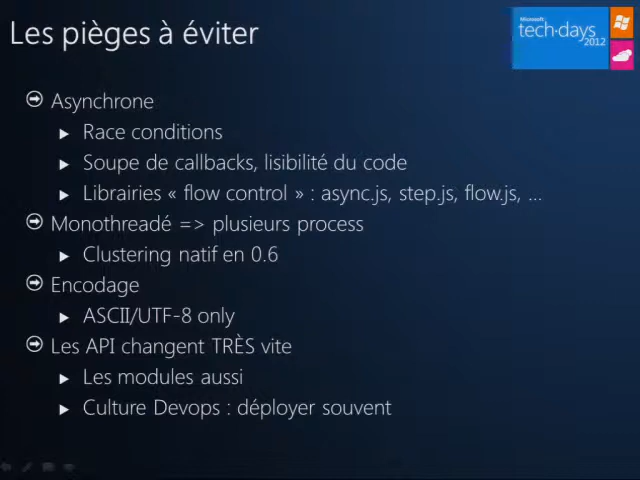 Les pièges à éviter
Microsoft
tech·days
2012
Asynchrone
Race conditions
Soupe de callbacks, lisibilité du code
Librairies « flow control » : async.js, step.js, flow.js, ...
Monothreadé => plusieurs process
Clustering natif en 0.6
Encodage
ASCII/UTF-8 only
Les API changent TRÈS vite
Les modules aussi
Culture Devops : déployer souvent